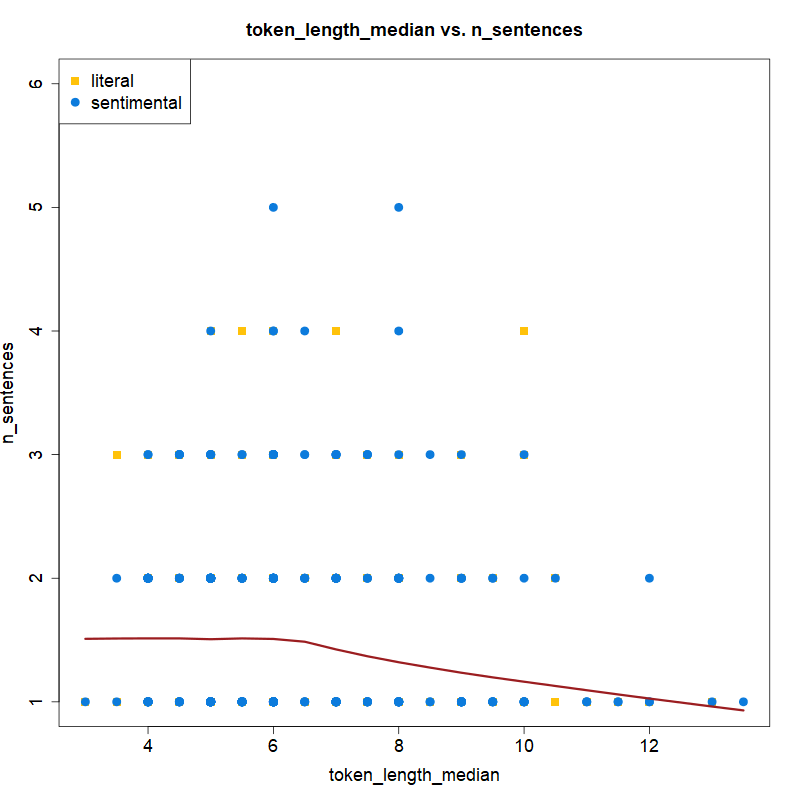 token_length_median vs. n_sentences
literal
sentimental
6
5
4
3
2
1
n_sentences
4
6
8
10
12
token_length_median